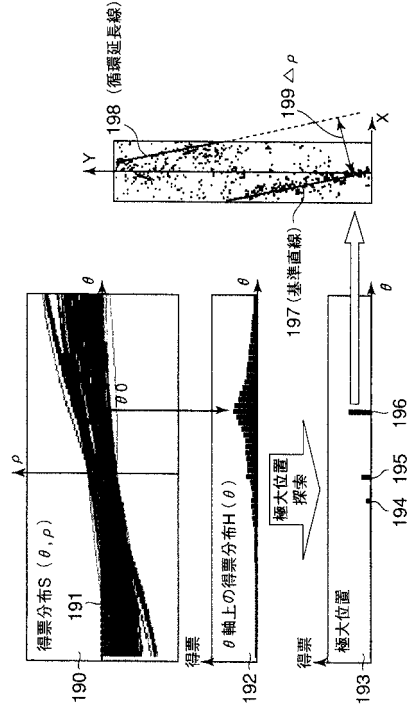 得票分布S (θ, ρ)
190
191
ρ
θ
θ0
得票
θ軸上の得票分布H (θ)
192
θ
極大位置
探索
得票
極大位置
193
194
195
196
θ
Y
X
197 (基準直線)
198 (循環延長線)
199 △ρ